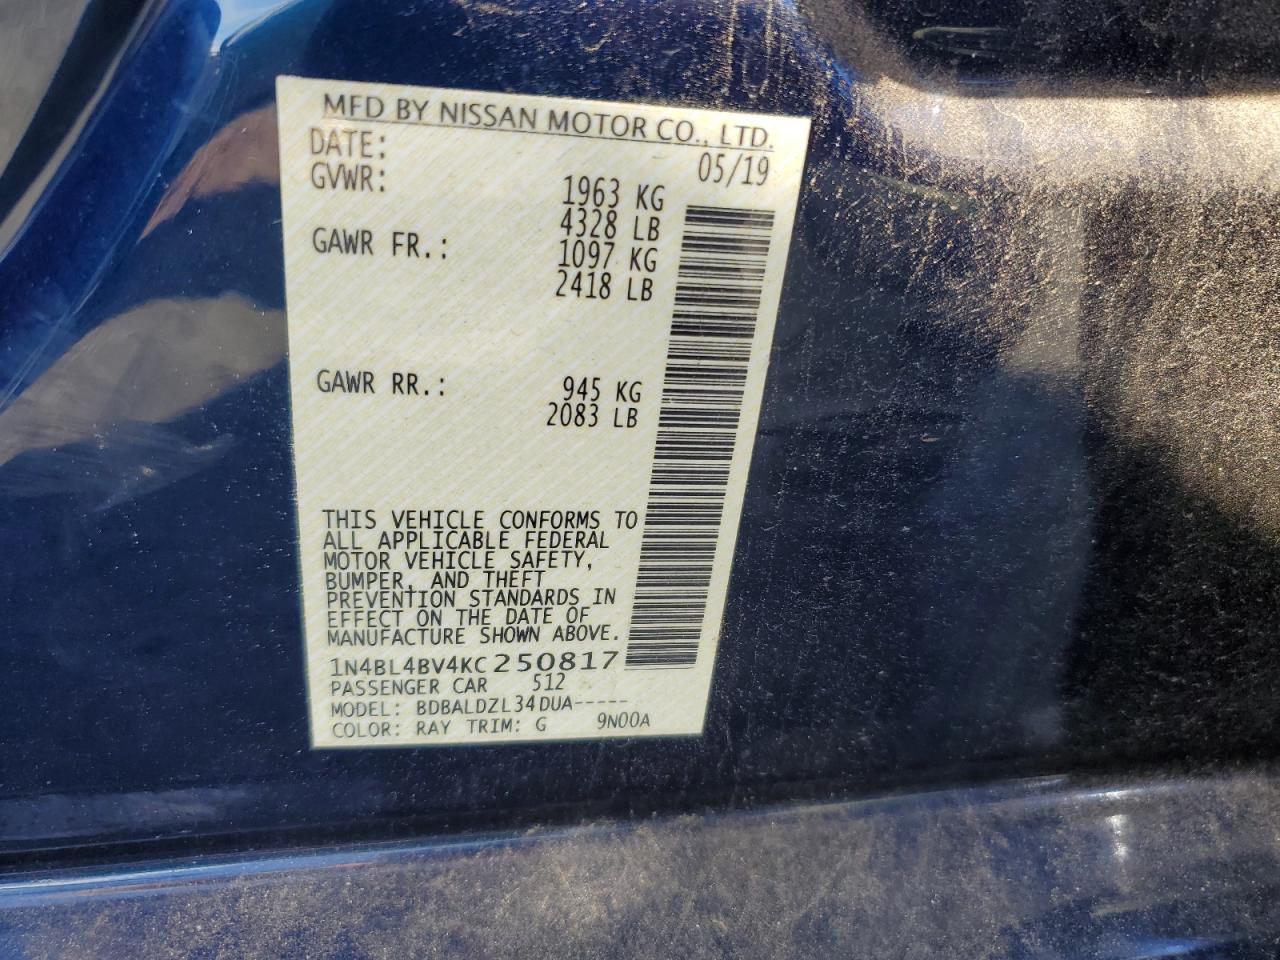 MFD BY NISSAN MOTOR CO., LTD.
DATE: 05/19
GVWR: 1963 KG
4328 LB
GAWR FR.: 1097 KG
2418 LB
GAWR RR.: 945 KG
2083 LB
THIS VEHICLE CONFORMS TO
ALL APPLICABLE FEDERAL
MOTOR VEHICLE SAFETY,
BUMPER, AND THEFT
PREVENTION STANDARDS IN
EFFECT ON THE DATE OF
MANUFACTURE SHOWN ABOVE.
1N4BL4BV4KC250817
PASSENGER CAR 512
MODEL: BDBALDZL34DUA-----
COLOR: RAY TRIM: G 9N00A